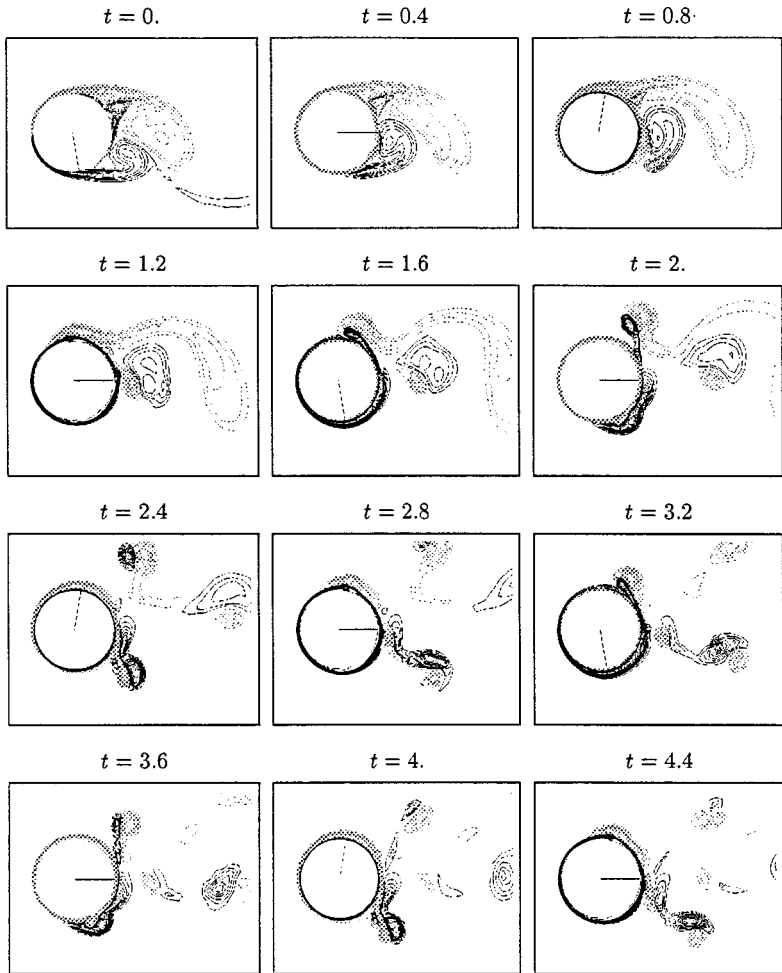 t = 0.
t = 0.4
t = 0.8
t = 1.2
t = 1.6
t = 2.
t = 2.4
t = 2.8
t = 3.2
t = 3.6
t = 4.
t = 4.4